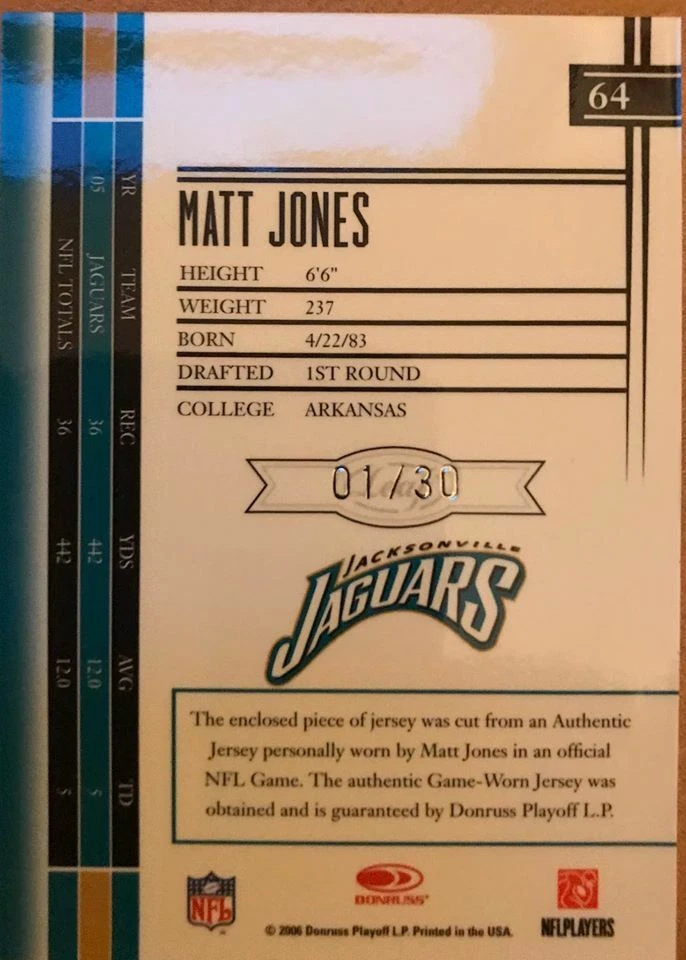 64
MATT JONES
HEIGHT 6'6"
WEIGHT 237
BORN 4/22/83
DRAFTED 1ST ROUND
COLLEGE ARKANSAS
01/30
Leaf
JACKSONVILLE
JAGUARS
The enclosed piece of jersey was cut from an Authentic
Jersey personally worn by Matt Jones in an official
NFL Game. The authentic Game-Worn Jersey was
obtained and is guaranteed by Donruss Playoff L.P.
NFL
DONRUSS
NFLPLAYERS
© 2006 Donruss Playoff L.P. Printed in the USA.
YR TEAM REC YDS AVG TD
05 JAGUARS 36 442 12.0 5
NFL TOTALS 36 442 12.0 5